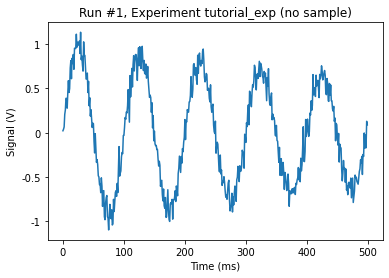 Run #1, Experiment tutorial_exp (no sample)
1
0.5
0
-0.5
-1
Signal (V)
0 100 200 300 400 500
Time (ms)